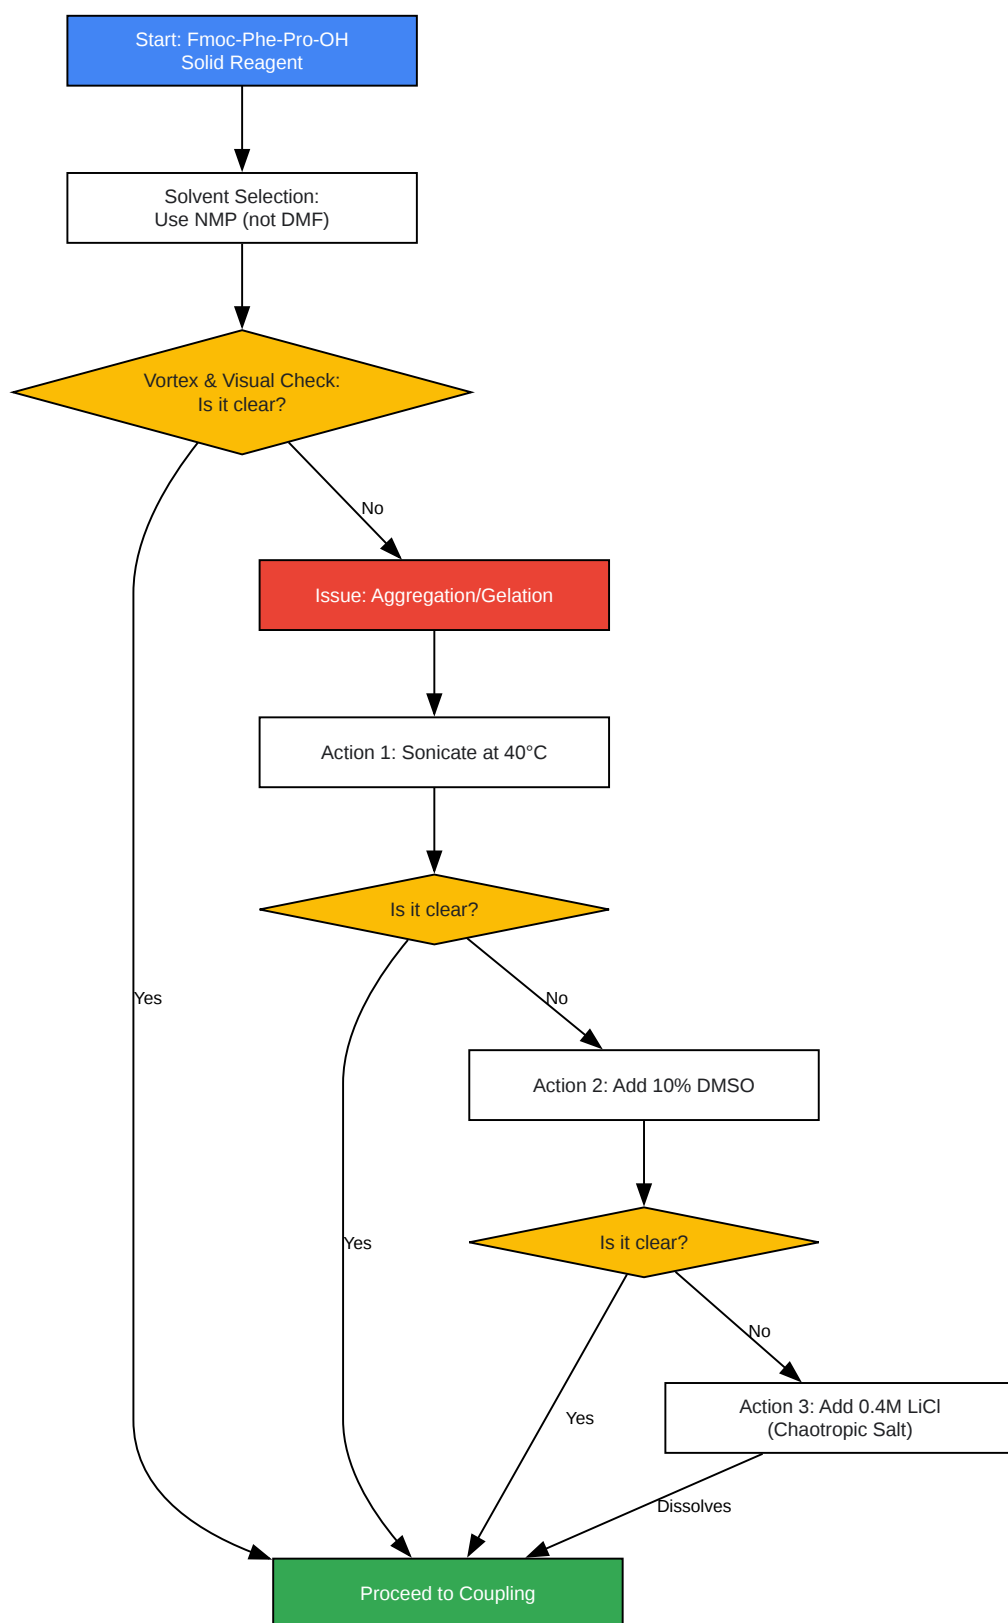 Start: Fmoc-Phe-Pro-OH
Solid Reagent
Solvent Selection:
Use NMP (not DMF)
Vortex & Visual Check:
Is it clear?
No
Issue: Aggregation/Gelation
Action 1: Sonicate at 40°C
Is it clear?
Yes
No
Action 2: Add 10% DMSO
Yes
Is it clear?
No
Action 3: Add 0.4M LiCl
(Chaotropic Salt)
Yes
Dissolves
Proceed to Coupling